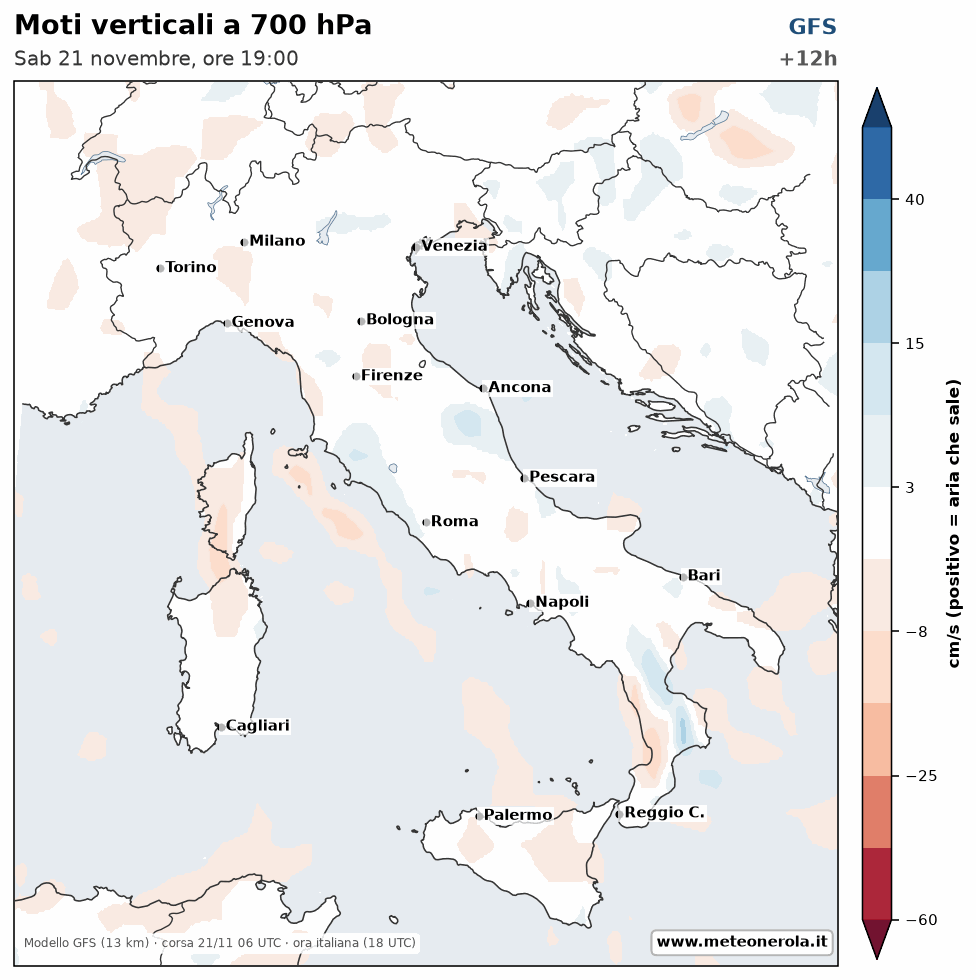 Moti verticali a 700 hPa
GFS
Sab 21 novembre, ore 19:00
+12h
Milano
Venezia
Torino
Genova
Bologna
Firenze
Ancona
Pescara
Roma
Bari
Napoli
Cagliari
Palermo
Reggio C.
40
15
3
−8
−25
−60
cm/s (positivo = aria che sale)
Modello GFS (13 km) · corsa 21/11 06 UTC · ora italiana (18 UTC)
www.meteonerola.it